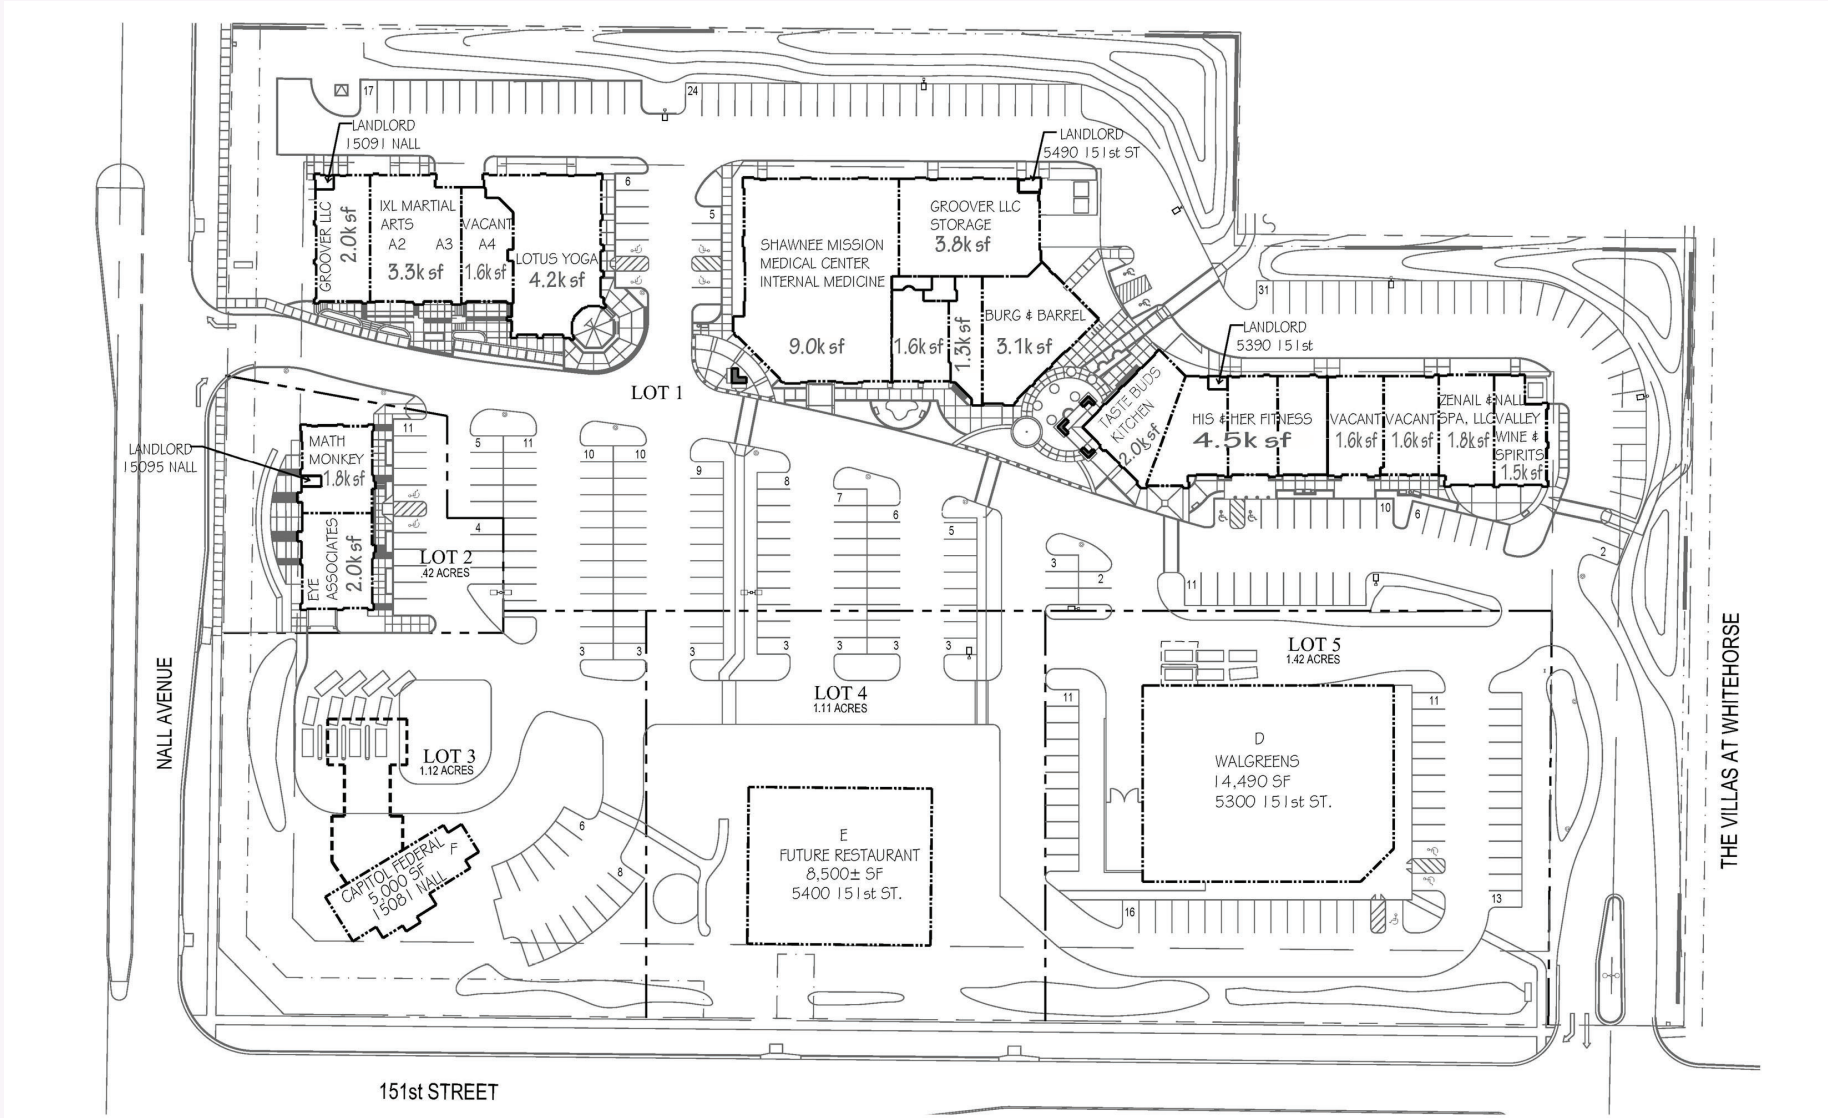 17
24
LANDLORD
15091 NALL
LANDLORD
5490 151st ST
6
5
GROOVER LLC
2.0k sf
IXL MARTIAL
ARTS
A2 A3
3.3k sf
VACANT
A4
1.6k sf
LOTUS YOGA
4.2k sf
SHAWNEE MISSION
MEDICAL CENTER
INTERNAL MEDICINE
9.0k sf
GROOVER LLC
STORAGE
3.8k sf
1.6k sf
1.3k sf
BURG & BARREL
3.1k sf
31
LANDLORD
5390 151st
TASTE BUDS
KITCHEN
2.0k sf
HIS & HER FITNESS
4.5k sf
VACANT
1.6k sf
VACANT
1.6k sf
ZENAIL &
SPA, LLC
1.8k sf
NALL
VALLEY
WINE &
SPIRITS
1.5k sf
LOT 1
LANDLORD
15095 NALL
MATH
MONKEY
1.8k sf
EYE
ASSOCIATES
2.0k sf
11
5
11
4
10
10
9
8
7
6
5
3
2
10
6
2
11
LOT 2
.42 ACRES
3
3
3
3
3
3
3
LOT 3
1.12 ACRES
LOT 4
1.11 ACRES
LOT 5
1.42 ACRES
11
11
13
16
6
8
CAPITOL FEDERAL
F
5,000 SF
15081 NALL
E
FUTURE RESTAURANT
8,500± SF
5400 151st ST.
D
WALGREENS
14,490 SF
5300 151st ST.
NALL AVENUE
THE VILLAS AT WHITEHORSE
151st STREET